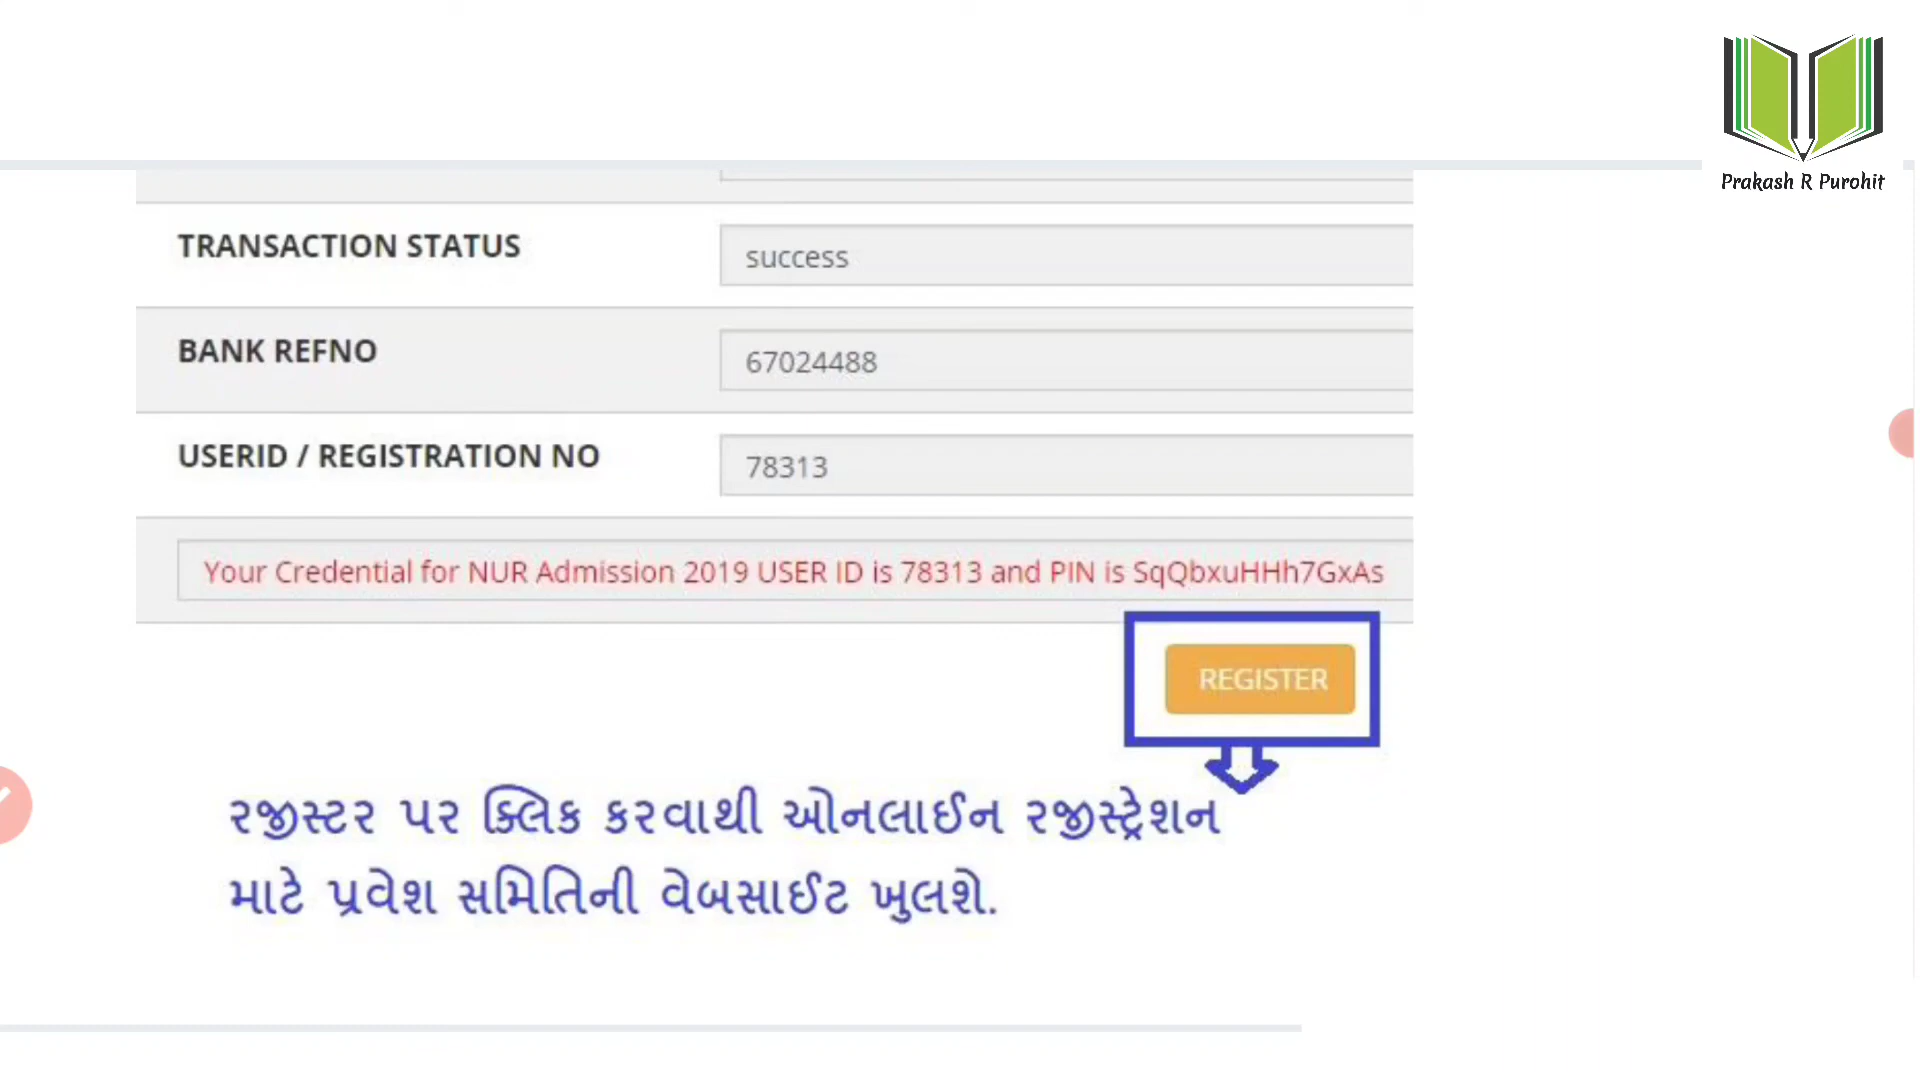 Prakash R Purohit
TRANSACTION STATUS
success
BANK REFNO
67024488
USERID / REGISTRATION NO
78313
Your Credential for NUR Admission 2019 USER ID is 78313 and PIN is SqQbxuHHh7GxAs
REGISTER
રજીસ્ટર પર ક્લિક કરવાથી ઓનલાઈન રજીસ્ટ્રેશન
માટે પ્રવેશ સમિતિની વેબસાઈટ ખુલશે.